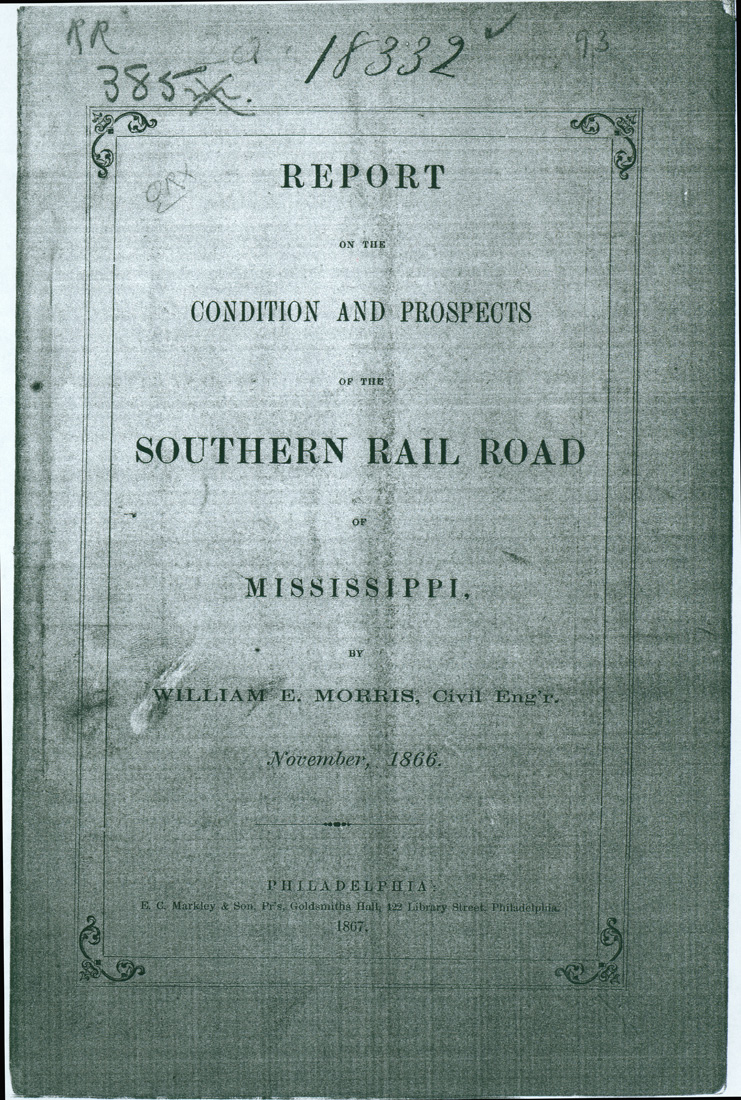 RR
18332
93
385
REPORT
ON THE
CONDITION AND PROSPECTS
OF THE
SOUTHERN RAIL ROAD
OF
MISSISSIPPI,
BY
WILLIAM E. MORRIS, Civil Eng'r.
November, 1866.
PHILADELPHIA:
E. C. Markley & Son, Pr's, Goldsmiths Hall, 422 Library Street, Philadelphia.
1867.